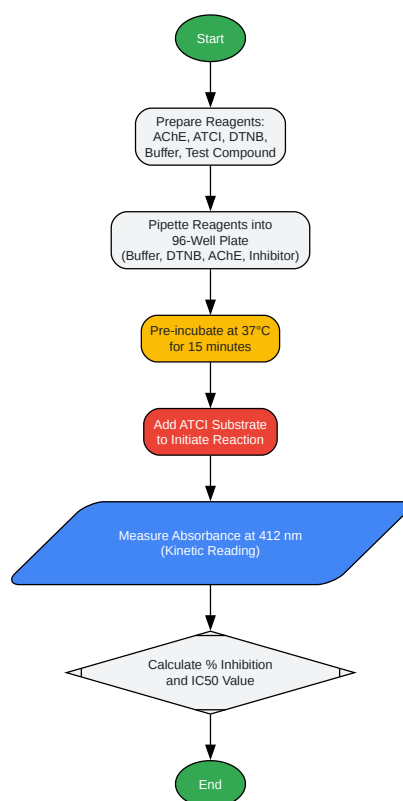 Start
Prepare Reagents:
AChE, ATCI, DTNB,
Buffer, Test Compound
Pipette Reagents into
96-Well Plate
(Buffer, DTNB, AChE, Inhibitor)
Pre-incubate at 37°C
for 15 minutes
Add ATCI Substrate
to Initiate Reaction
Measure Absorbance at 412 nm
(Kinetic Reading)
Calculate % Inhibition
and IC50 Value
End